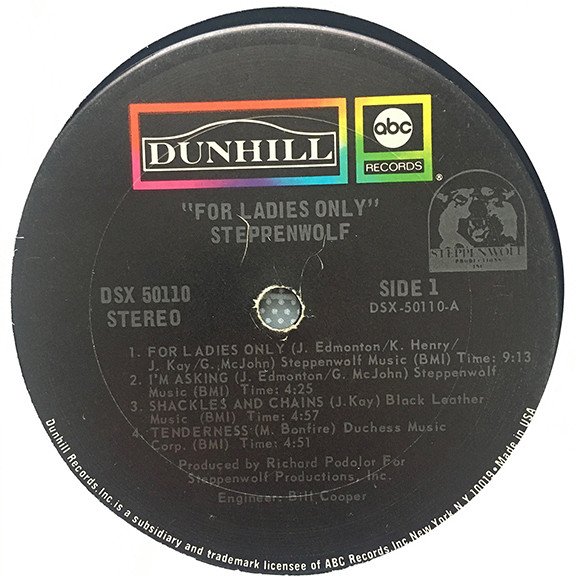 DUNHILL
abc
RECORDS
®
"FOR LADIES ONLY"
STEPRENWOLF
STEPPENWOLF
PRODUCTIONS
INC.
DSX 50110
STEREO
SIDE 1
DSX-50110-A
1. FOR LADIES ONLY (J. Edmonton/K. Henry/
J. Kay/G. McJohn) Steppenwolf Music (BMI) Time: 9:13
2. I'M ASKING (J. Edmonton/G. McJohn) Steppenwolf
Music (BMI) Time: 4:25
3. SHACKLES AND CHAINS (J.Kay) Black Leather
Music (BMI) Time: 4:57
4. TENDERNESS (M. Bonfire) Duchess Music
Corp. (BMI) Time: 4:51
Produced by Richard Podolor For
Steppenwolf Productions, Inc.
Engineer: Bill Cooper
Dunhill Records, Inc. is a subsidiary and trademark licensee of ABC Records, Inc. New York, N.Y. 10019 • Made in USA